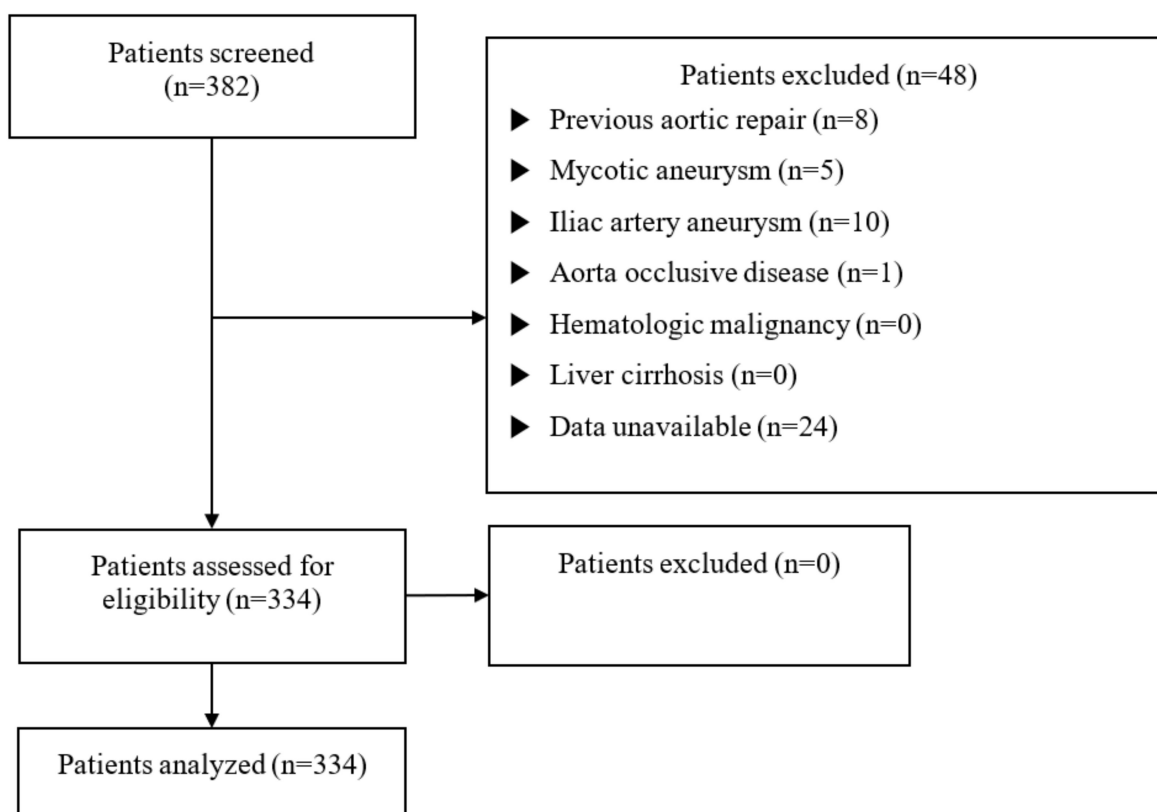 Patients screened
(n=382)
Patients excluded (n=48)
Previous aortic repair (n=8)
Mycotic aneurysm (n=5)
Iliac artery aneurysm (n=10)
Aorta occlusive disease (n=1)
Hematologic malignancy (n=0)
Liver cirrhosis (n=0)
Data unavailable (n=24)
Patients assessed for
eligibility (n=334)
Patients excluded (n=0)
Patients analyzed (n=334)